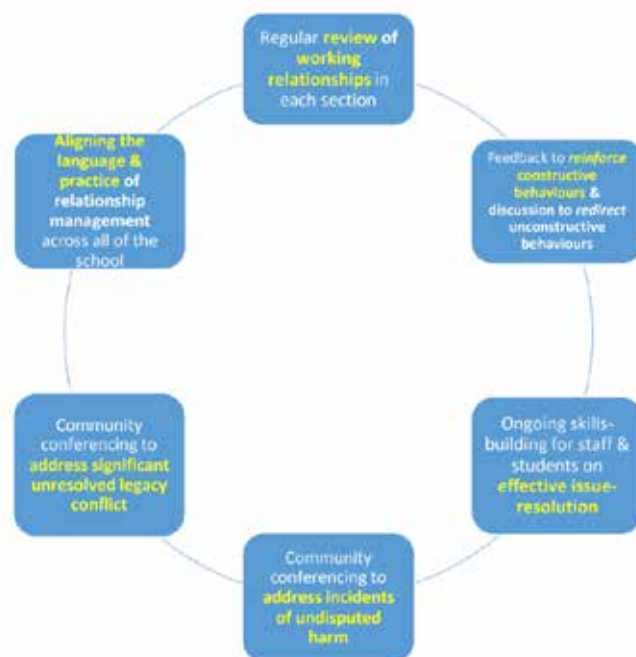 Regular review of
working
relationships in
each section
Feedback to reinforce
constructive
behaviours &
discussion to redirect
unconstructive
behaviours
Ongoing skills-
building for staff &
students on
effective issue-
resolution
Community
conferencing to
address incidents
of undisputed
harm
Community
conferencing to
address significant
unresolved legacy
conflict
Aligning the
language &
practice of
relationship
management
across all of the
school